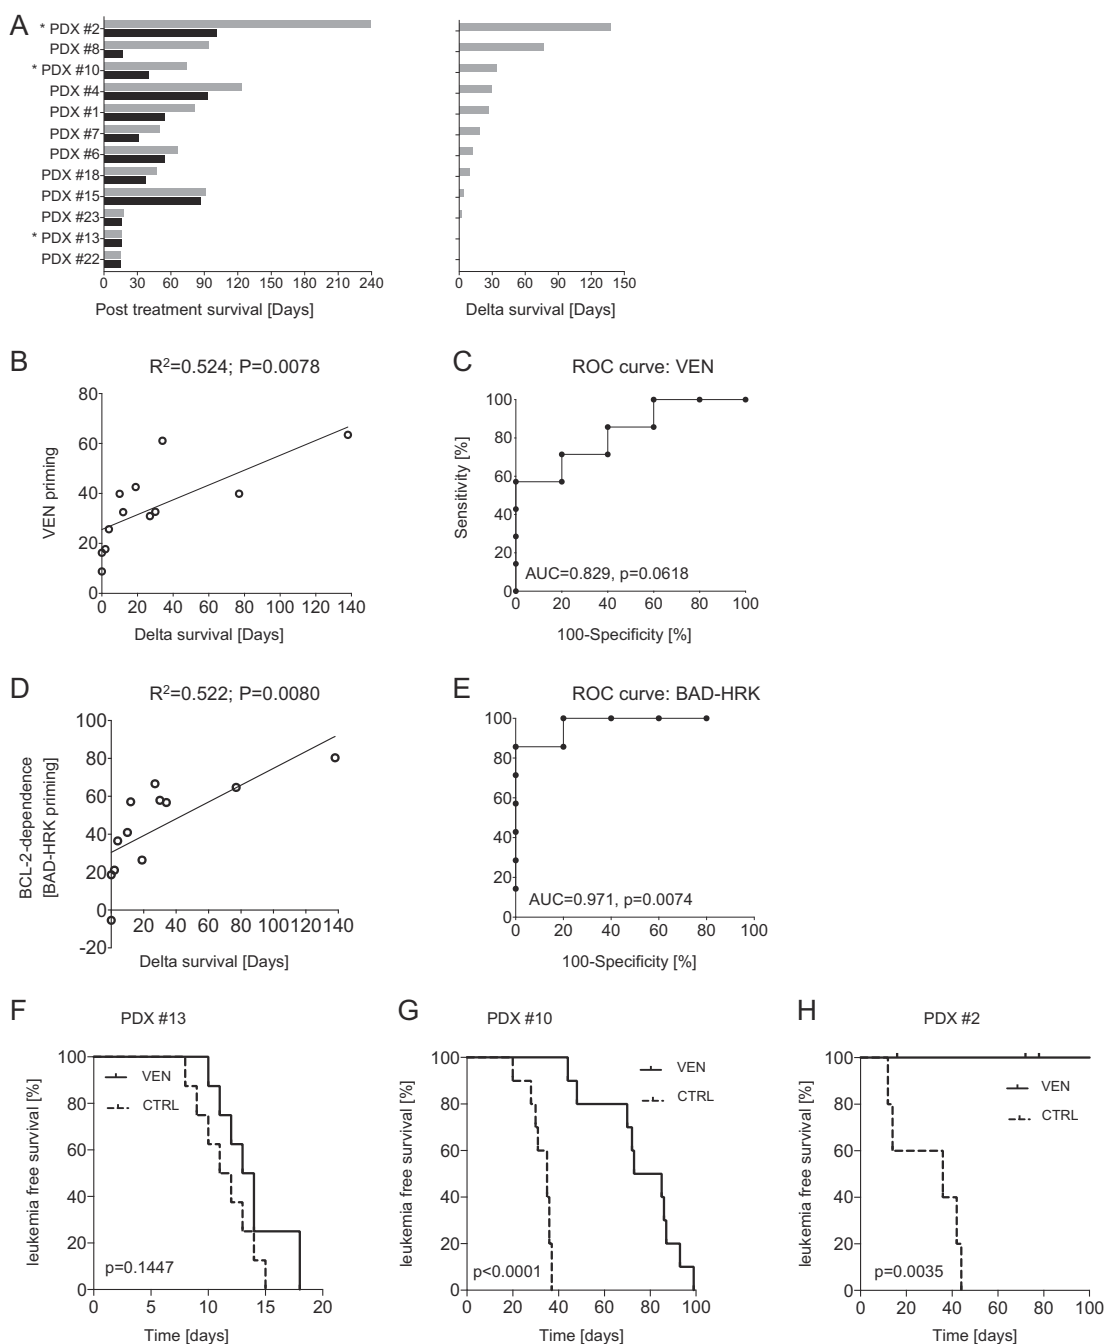 A
* PDX #2
PDX #8
* PDX #10
PDX #4
PDX #1
PDX #7
PDX #6
PDX #18
PDX #15
PDX #23
* PDX #13
PDX #22
0 30 60 90 120 150 180 210 240
Post treatment survival [Days]
0 30 60 90 120 150
Delta survival [Days]
B
R²=0.524; P=0.0078
VEN priming
80
60
40
20
0
0 20 40 60 80 100 120 140
Delta survival [Days]
C
ROC curve: VEN
Sensitivity [%]
100
80
60
40
20
0
AUC=0.829, p=0.0618
0 20 40 60 80 100
100-Specificity [%]
D
R²=0.522; P=0.0080
BCL-2-dependence
[BAD-HRK priming]
100
80
60
40
20
0
-20
20 40 60 80 100 120 140
Delta survival [Days]
E
ROC curve: BAD-HRK
100
80
60
40
20
0
AUC=0.971, p=0.0074
0 20 40 60 80 100
100-Specificity [%]
F
PDX #13
leukemia free survival [%]
100
80
60
40
20
0
VEN
CTRL
p=0.1447
0 5 10 15 20
Time [days]
G
PDX #10
leukemia free survival [%]
100
80
60
40
20
0
VEN
CTRL
p<0.0001
0 20 40 60 80 100
Time [days]
H
PDX #2
leukemia free survival [%]
100
80
60
40
20
0
VEN
CTRL
p=0.0035
0 20 40 60 80 100
Time [days]